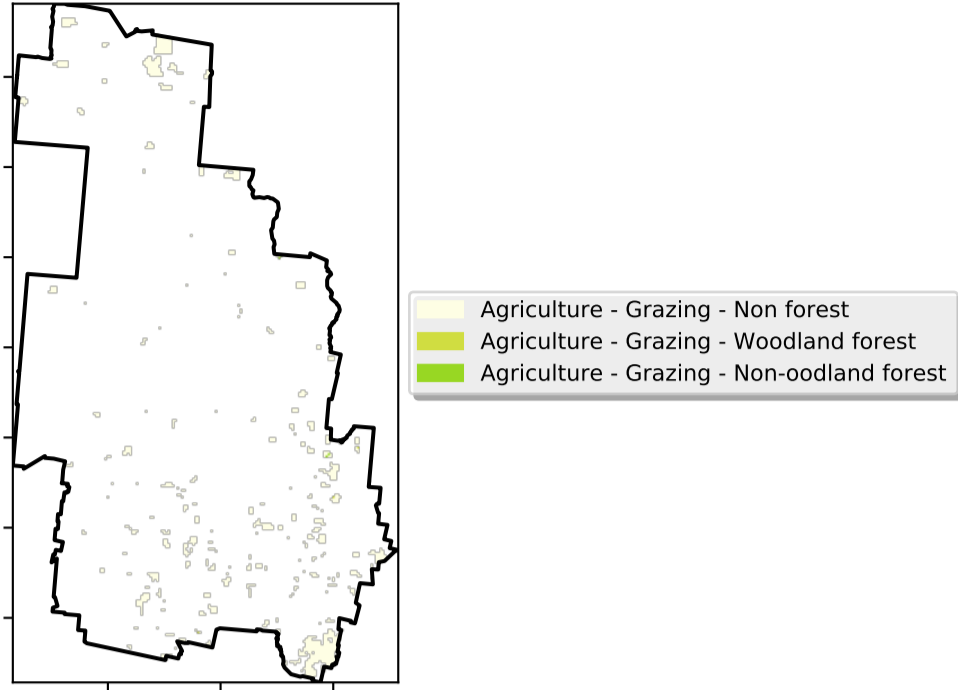 Agriculture - Grazing - Non forest
Agriculture - Grazing - Woodland forest
Agriculture - Grazing - Non-oodland forest